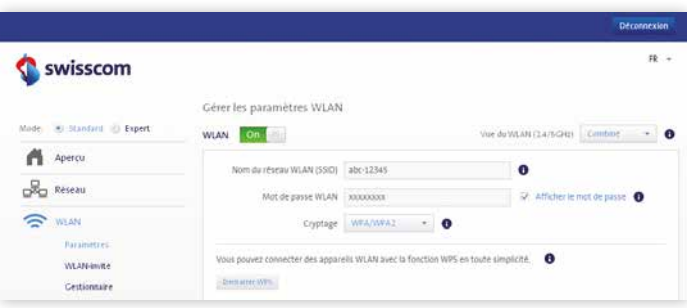 Déconnexion
swisscom
FR
Gérer les paramètres WLAN
Mode: Standard Expert
WLAN On
Vue du WLAN (2.4/5GHz) Combiné
Aperçu
Nom du réseau WLAN (SSID) abc-12345
Réseau
Mot de passe WLAN xxxxxxxx Afficher le mot de passe
WLAN
Cryptage WPA/WPA2
Paramètres
Vous pouvez connecter des appareils WLAN avec la fonction WPS en toute simplicité.
WLAN-invité
Démarrer WPS
Gestionnaire